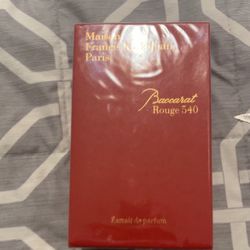 Maison
Francis Kurkdjian
Paris
Baccarat
Rouge 540
Extrait de parfum